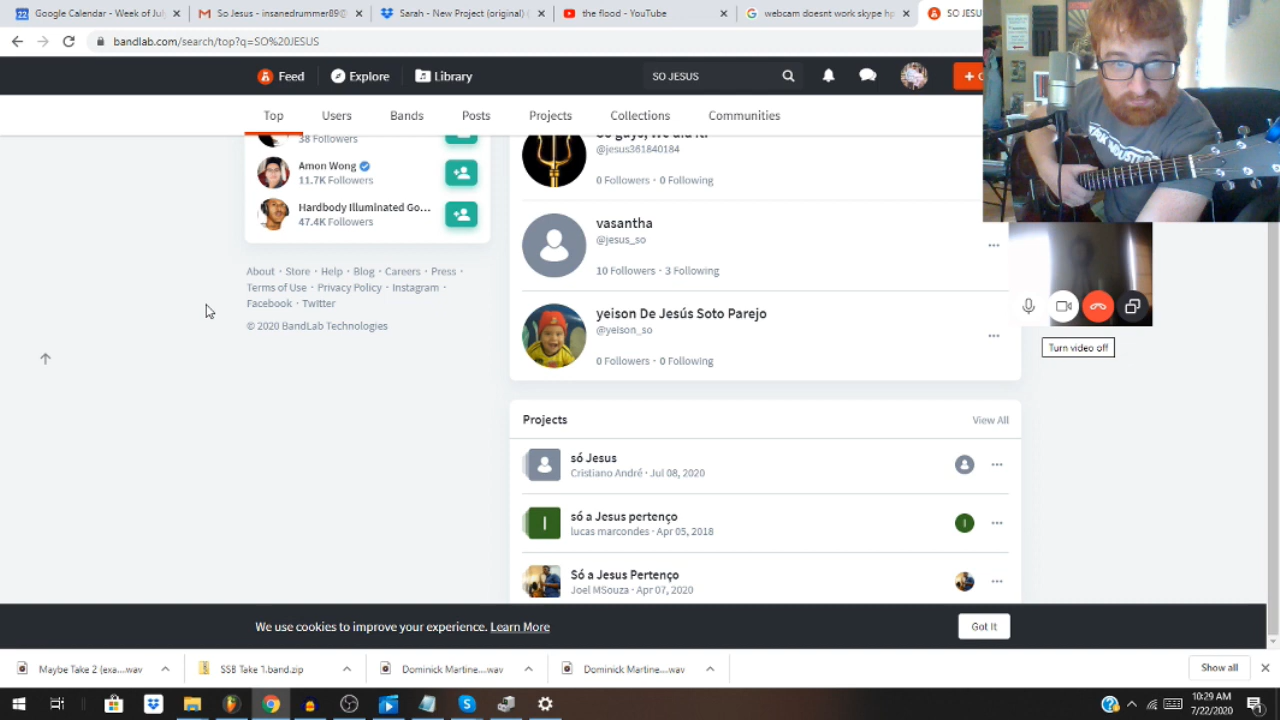 Google Calendar - Week of Jul
So Jesus - insanedrummer89@
Sarah - New Project (original) (
the flood - YouTube
webcam doesnt work skype hp
SO JESU
bandlab.com/search/top?q=SO%20JESUS
Feed
Explore
Library
SO JESUS
Top
Users
Bands
Posts
Projects
Collections
Communities
38 Followers
Amon Wong
11.7K Followers
Hardbody Illuminated Go...
47.4K Followers
About · Store · Help · Blog · Careers · Press ·
Terms of Use · Privacy Policy · Instagram ·
Facebook · Twitter
© 2020 BandLab Technologies
So guys, We did it!
@jesus361840184
0 Followers · 0 Following
vasantha
@jesus_so
10 Followers · 3 Following
yeison De Jesús Soto Parejo
@yeison_so
0 Followers · 0 Following
Turn video off
Projects
View All
só Jesus
Cristiano André · Jul 08, 2020
só a Jesus pertenço
lucas marcondes · Apr 05, 2018
Só a Jesus Pertenço
Joel MSouza · Apr 07, 2020
We use cookies to improve your experience. Learn More
Got It
Maybe Take 2 (exa....wav
SSB Take 1.band.zip
Dominick Martine....wav
Dominick Martine....wav
Show all
10:29 AM
7/22/2020